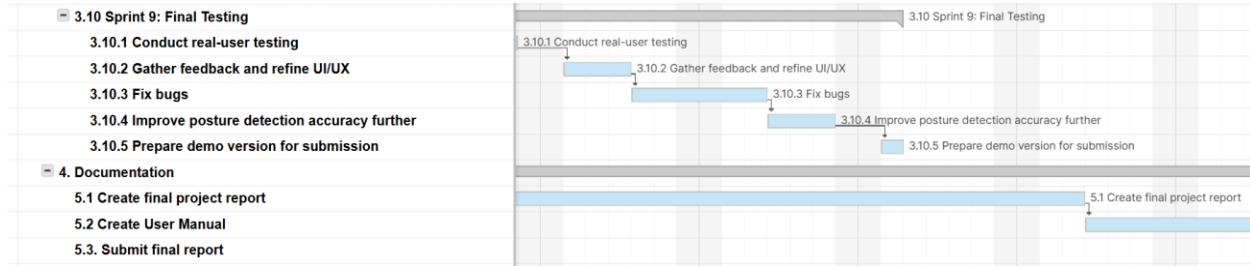 3.10 Sprint 9: Final Testing 3.10 Sprint 9: Final Testing
3.10.1 Conduct real-user testing 3.10.1 Conduct real-user testing
3.10.2 Gather feedback and refine UI/UX 3.10.2 Gather feedback and refine UI/UX
3.10.3 Fix bugs 3.10.3 Fix bugs
3.10.4 Improve posture detection accuracy further 3.10.4 Improve posture detection accuracy further
3.10.5 Prepare demo version for submission 3.10.5 Prepare demo version for submission
4. Documentation
5.1 Create final project report 5.1 Create final project report
5.2 Create User Manual
5.3. Submit final report